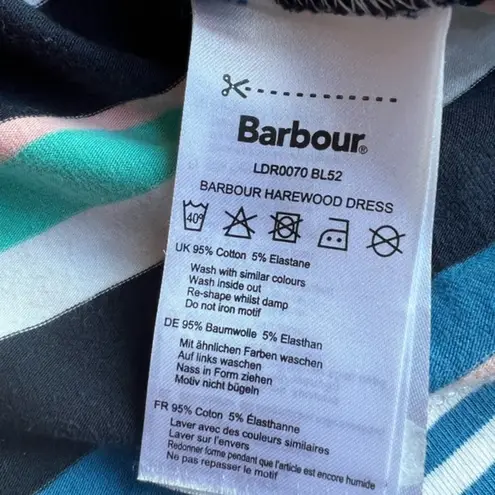 Barbour®
LDR0070 BL52
BARBOUR HAREWOOD DRESS
40°
UK 95% Cotton 5% Elastane
Wash with similar colours
Wash inside out
Re-shape whilst damp
Do not iron motif
DE 95% Baumwolle 5% Elasthan
Mit ähnlichen Farben waschen
Auf links waschen
Nass in Form ziehen
Motiv nicht bügeln
FR 95% Coton 5% Élasthanne
Laver avec des couleurs similaires
Laver sur l'envers
Redonner forme pendant que l'article est encore humide
Ne pas repasser le motif